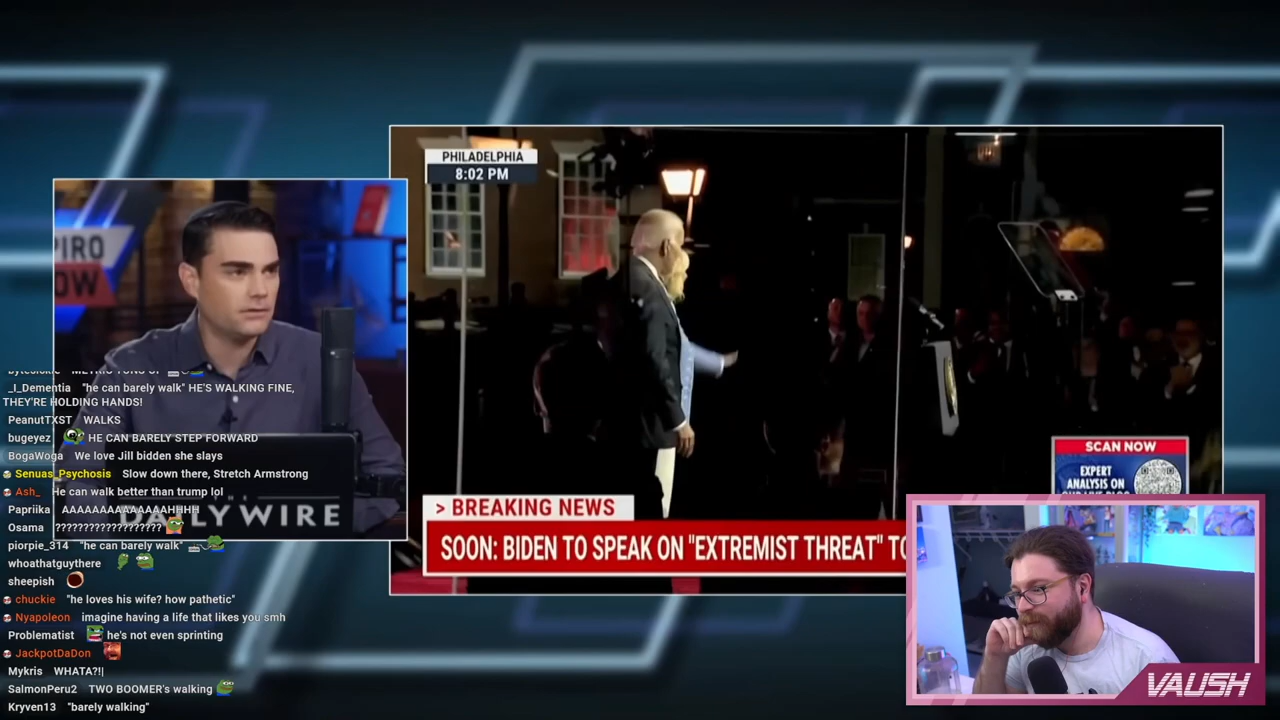 PHILADELPHIA
8:02 PM
PIRO
OW
_I_Dementia "he can barely walk" HE'S WALKING FINE,
THEY'RE HOLDING HANDS!
PeanutTXST WALKS
bugeyez HE CAN BARELY STEP FORWARD
BogaWoga We love Jill bidden she slays
Senuas_Psychosis Slow down there, Stretch Armstrong
Ash_ He can walk better than trump lol
Papriika AAAAAAAAAAAAAAHHHH
Osama ???????????????????
piorpie_314 "he can barely walk"
whoathatguythere
sheepish
chuckie "he loves his wife? how pathetic"
Nyapoleon imagine having a life that likes you smh
Problematist he's not even sprinting
JackpotDaDon
Mykris WHATA?!|
SalmonPeru2 TWO BOOMER's walking
Kryven13 "barely walking"
DAILY WIRE
> BREAKING NEWS
SOON: BIDEN TO SPEAK ON "EXTREMIST THREAT" TO
SCAN NOW
EXPERT
ANALYSIS ON
VAUSH